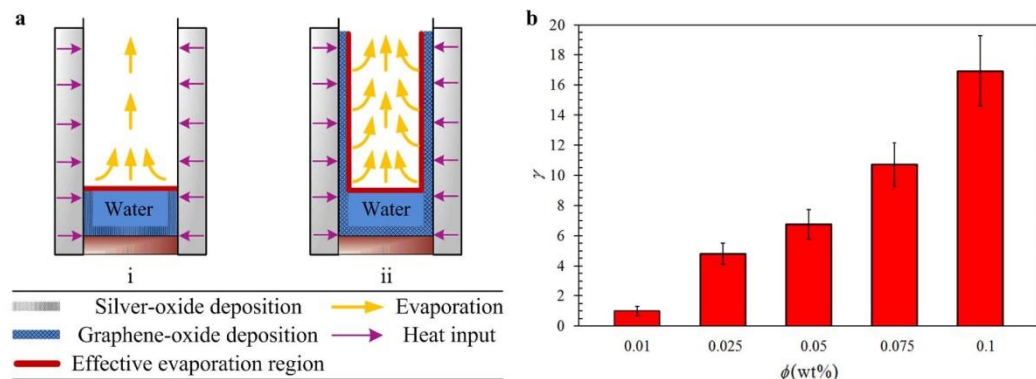 a
Water
Water
i
ii
Silver-oxide deposition
Evaporation
Graphene-oxide deposition
Heat input
Effective evaporation region
b
20
18
16
14
12
10
8
6
4
2
0
γ
0.01 0.025 0.05 0.075 0.1
ϕ(wt%)